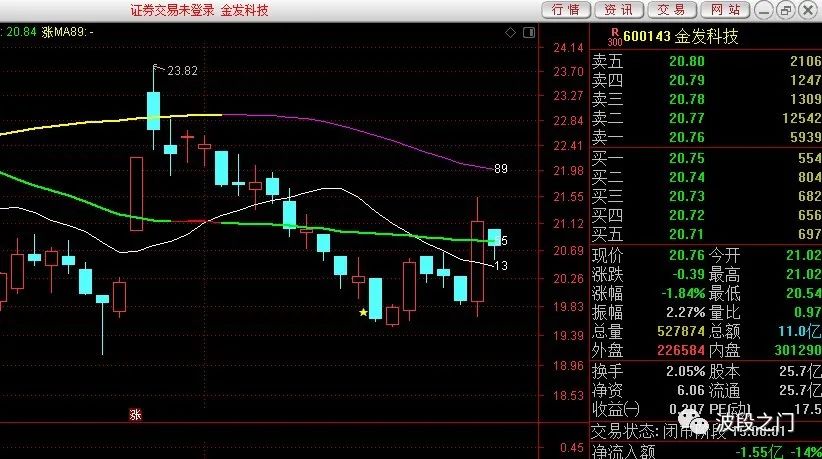 证券交易未登录 金发科技 行情 资讯 交易 网站
: 20.84 涨MA89: -
24.14
23.70
23.27
22.84
22.41
21.98
21.55
21.12
20.69
20.26
19.83
19.39
18.96
18.53
0.45
23.82
89
5
13
涨
R 300 600143 金发科技
卖五 20.80 2106
卖四 20.79 1247
卖三 20.78 1309
卖二 20.77 12542
卖一 20.76 5939
买一 20.75 554
买二 20.74 804
买三 20.73 682
买四 20.72 656
买五 20.71 697
现价 20.76 今开 21.02
涨跌 -0.39 最高 21.02
涨幅 -1.84% 最低 20.54
振幅 2.27% 量比 0.97
总量 527874 总额 11.0亿
外盘 226584 内盘 301290
换手 2.05% 股本 25.7亿
净资 6.06 流通 25.7亿
收益㈠ 0.297 PE(动) 17.5
交易状态: 闭市阶段 15:06:01
净流入额 -1.55亿 -14%
波段之门